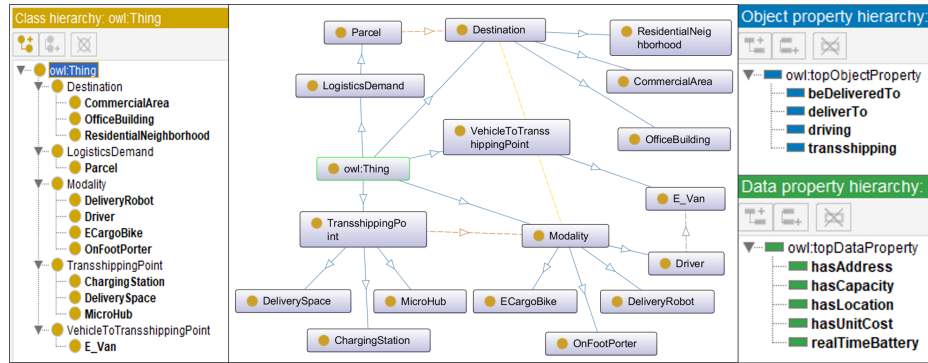 Class hierarchy: owl:Thing
owl:Thing
Destination
CommercialArea
OfficeBuilding
ResidentialNeighborhood
LogisticsDemand
Parcel
Modality
DeliveryRobot
Driver
ECargoBike
OnFootPorter
TransshippingPoint
ChargingStation
DeliverySpace
MicroHub
VehicleToTransshippingPoint
E_Van
Parcel
Destination
ResidentialNeig
hborhood
LogisticsDemand
CommercialArea
VehicleToTranss
hippingPoint
OfficeBuilding
owl:Thing
E_Van
TransshippingPo
int
Modality
Driver
DeliverySpace
MicroHub
ECargoBike
DeliveryRobot
ChargingStation
OnFootPorter
Object property hierarchy:
owl:topObjectProperty
beDeliveredTo
deliverTo
driving
transshipping
Data property hierarchy:
owl:topDataProperty
hasAddress
hasCapacity
hasLocation
hasUnitCost
realTimeBattery